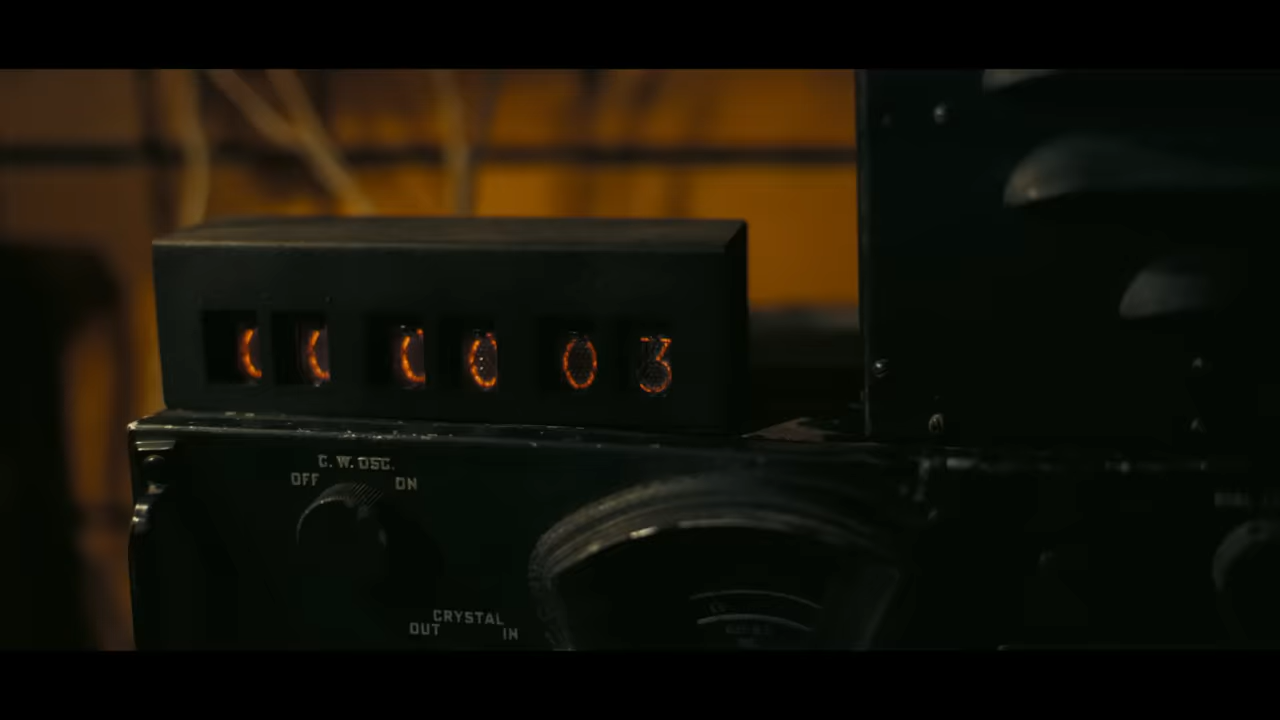 000003
C. W. OSC.
OFF ON
CRYSTAL
OUT IN